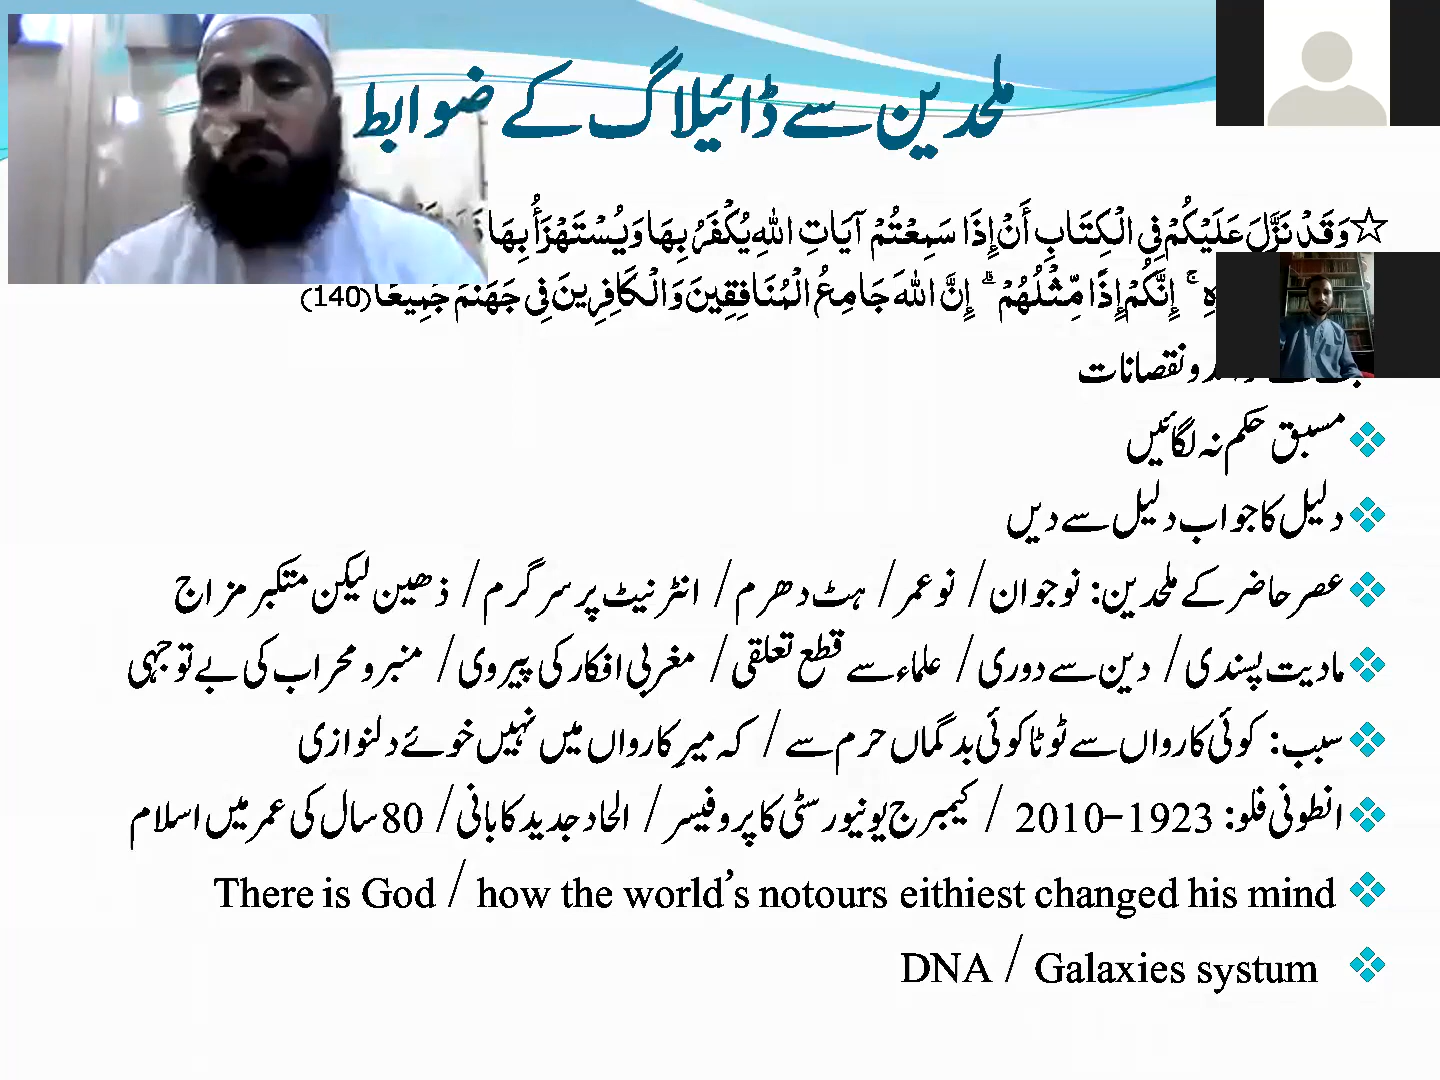 ملحدین سے ڈائیلاگ کے ضوابط
☆وَقَدْ نَزَّلَ عَلَيْكُمْ فِي الْكِتَابِ أَنْ إِذَا سَمِعْتُمْ آيَاتِ اللهِ يُكْفَرُ بِهَا وَيُسْتَهْزَأُ بِهَا
إِنَّكُمْ إِذًا مِّثْلُهُمْ ۗ إِنَّ اللهَ جَامِعُ الْمُنَافِقِينَ وَالْكَافِرِينَ فِي جَهَنَّمَ جَمِيعًا (140)
ونقصانات
❖ مسبق حکم نہ لگائیں
❖ دلیل کا جواب دلیل سے دیں
❖ عصر حاضر کے ملحدین: نوجوان / نوعمر / ہٹ دھرم / انٹرنیٹ پر سرگرم / ذھین لیکن متکبر مزاج
❖ مادیت پسندی / دین سے دوری / علماء سے قطع تعلقی / مغربی افکار کی پیروی / منبر و محراب کی بے توجہی
❖ سبب: کوئی کارواں سے ٹوٹا کوئی بدگماں حرم سے / کہ میرِ کارواں میں نہیں خوئے دلنوازی
❖ انطونی فلو: 1923-2010 / کیمبرج یونیورسٹی کا پروفیسر / الحاد جدید کا بانی / 80 سال کی عمر میں اسلام
❖ There is God / how the world’s notours eithiest changed his mind
❖ DNA / Galaxies systum